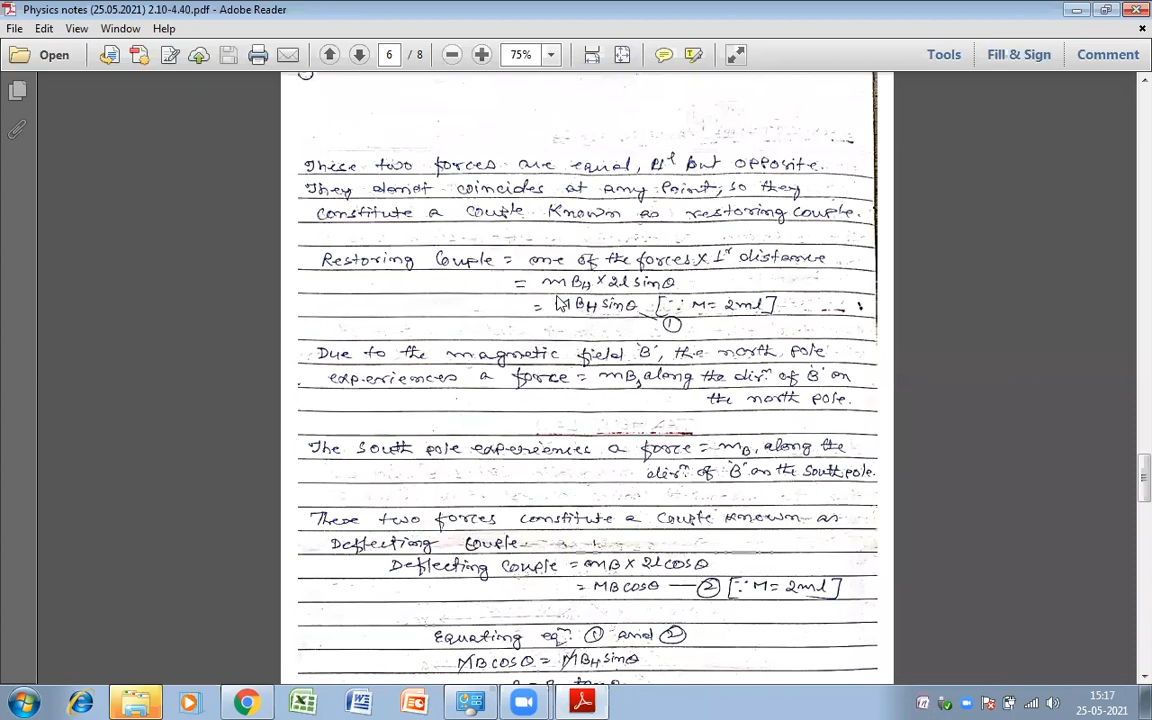 Physics notes (25.05.2021) 2.10-4.40.pdf - Adobe Reader
File Edit View Window Help
Open 6 / 8 75% Tools Fill & Sign Comment
These two forces are equal, 11el but opposite.
They donot coincides at any point, so they
constitute a couple known as restoring couple.
Restoring Couple = one of the forces × 1r distance
= mBH × 2l sinθ
= MBH sinθ [∵ M = 2ml]
①
Due to the magnetic field 'B', the north pole
experiences a force = mB, along the dirn. of 'B' on
the north pole.
The south pole experiences a force = mB, along the
dirn. of 'B' on the south pole.
These two forces constitute a couple known as
Deflecting Couple.
Deflecting couple = mB × 2l cosθ
= MB cosθ — ② [∵ M = 2ml]
Equating eqn. ① and ②
MB cosθ = MBH sinθ
15:17
25-05-2021